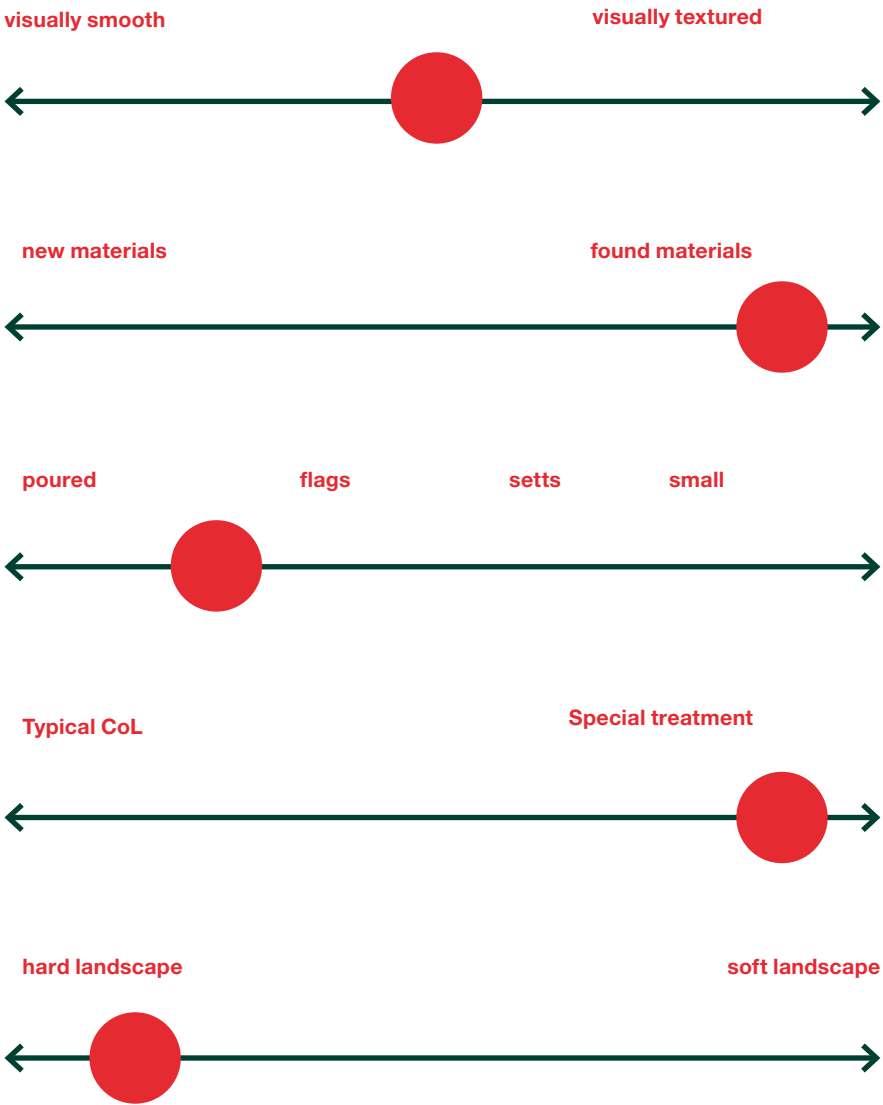 visually smooth visually textured
new materials found materials
poured flags setts small
Typical CoL Special treatment
hard landscape soft landscape